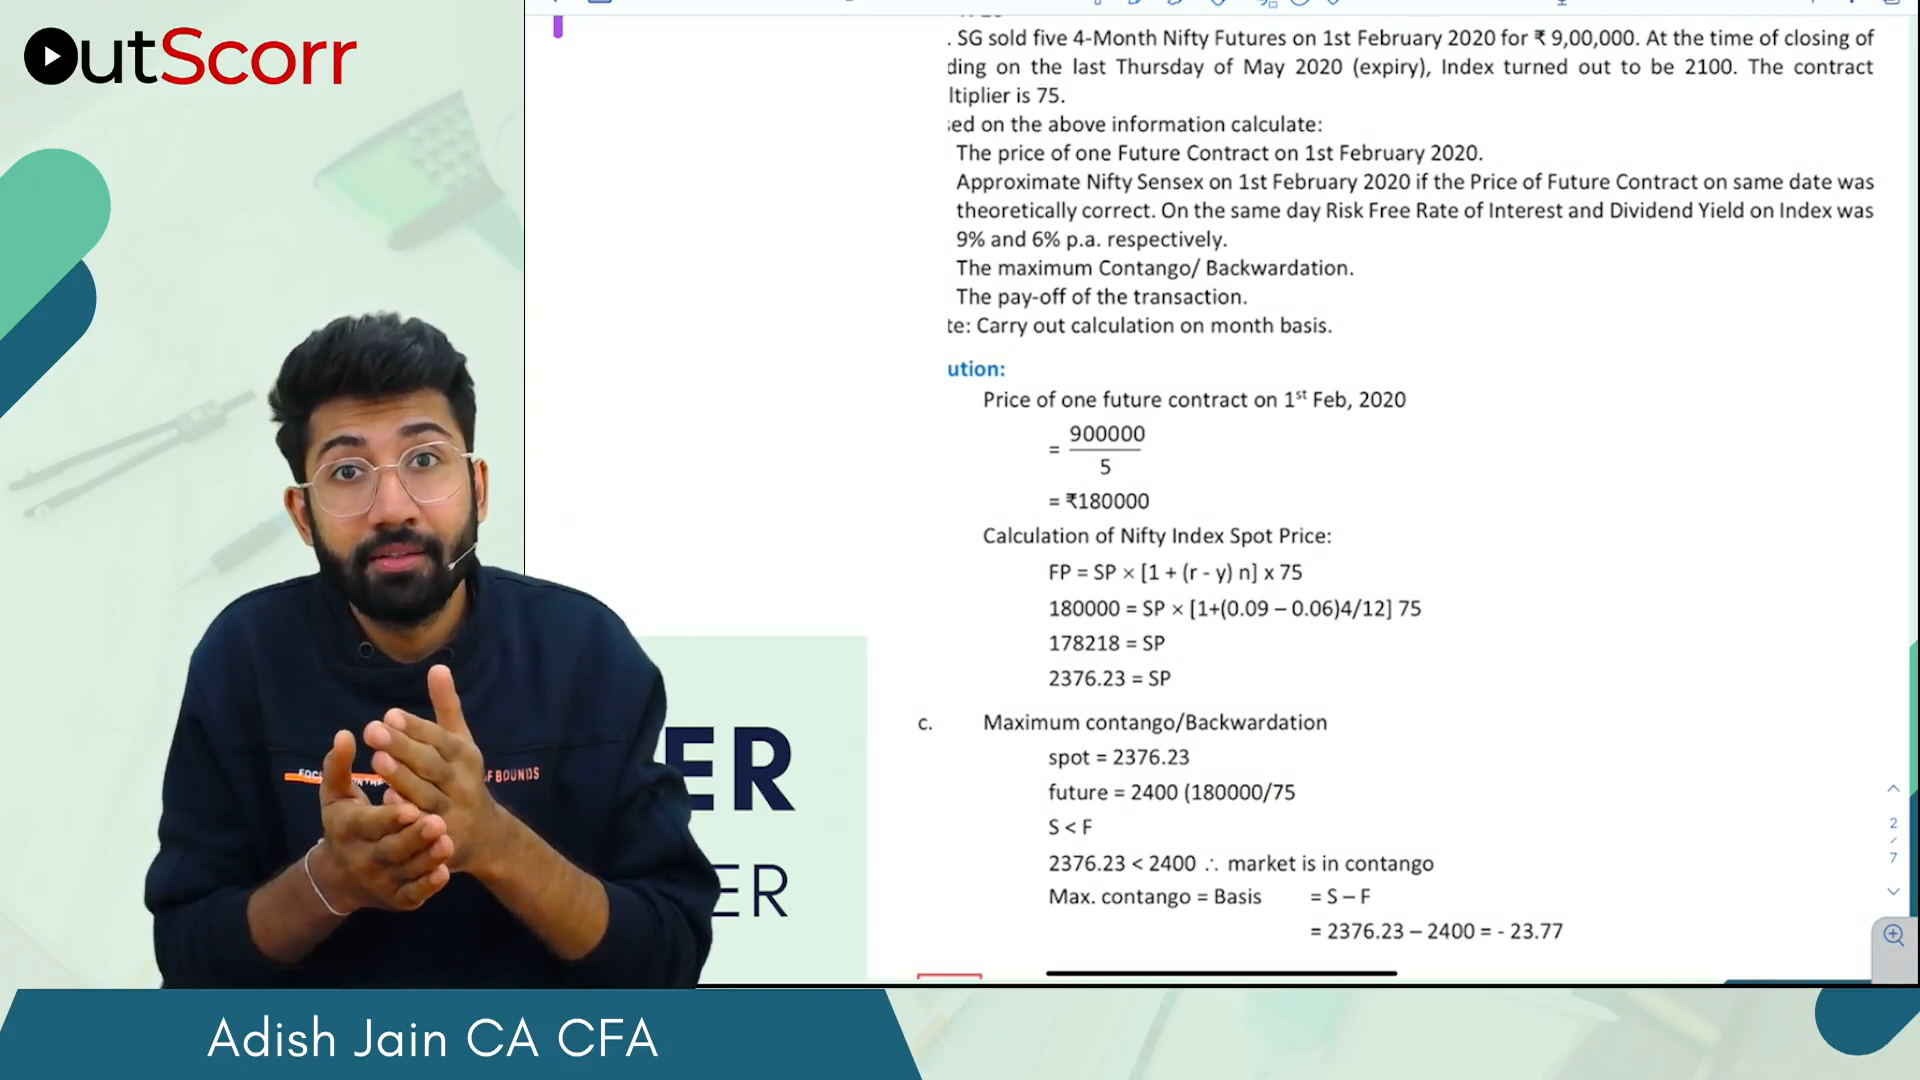 utScorr
. SG sold five 4-Month Nifty Futures on 1st February 2020 for ₹ 9,00,000. At the time of closing of
ding on the last Thursday of May 2020 (expiry), Index turned out to be 2100. The contract
ltiplier is 75.
sed on the above information calculate:
The price of one Future Contract on 1st February 2020.
Approximate Nifty Sensex on 1st February 2020 if the Price of Future Contract on same date was
theoretically correct. On the same day Risk Free Rate of Interest and Dividend Yield on Index was
9% and 6% p.a. respectively.
The maximum Contango/ Backwardation.
The pay-off of the transaction.
te: Carry out calculation on month basis.
ution:
Price of one future contract on 1st Feb, 2020
= 900000
5
= ₹180000
Calculation of Nifty Index Spot Price:
FP = SP × [1 + (r - y) n] x 75
180000 = SP × [1+(0.09 – 0.06)4/12] 75
178218 = SP
2376.23 = SP
c. Maximum contango/Backwardation
spot = 2376.23
future = 2400 (180000/75
S < F
2376.23 < 2400 ∴ market is in contango
Max. contango = Basis = S – F
= 2376.23 – 2400 = - 23.77
ER
ER
F BOUNDS
2
/
7
Adish Jain CA CFA